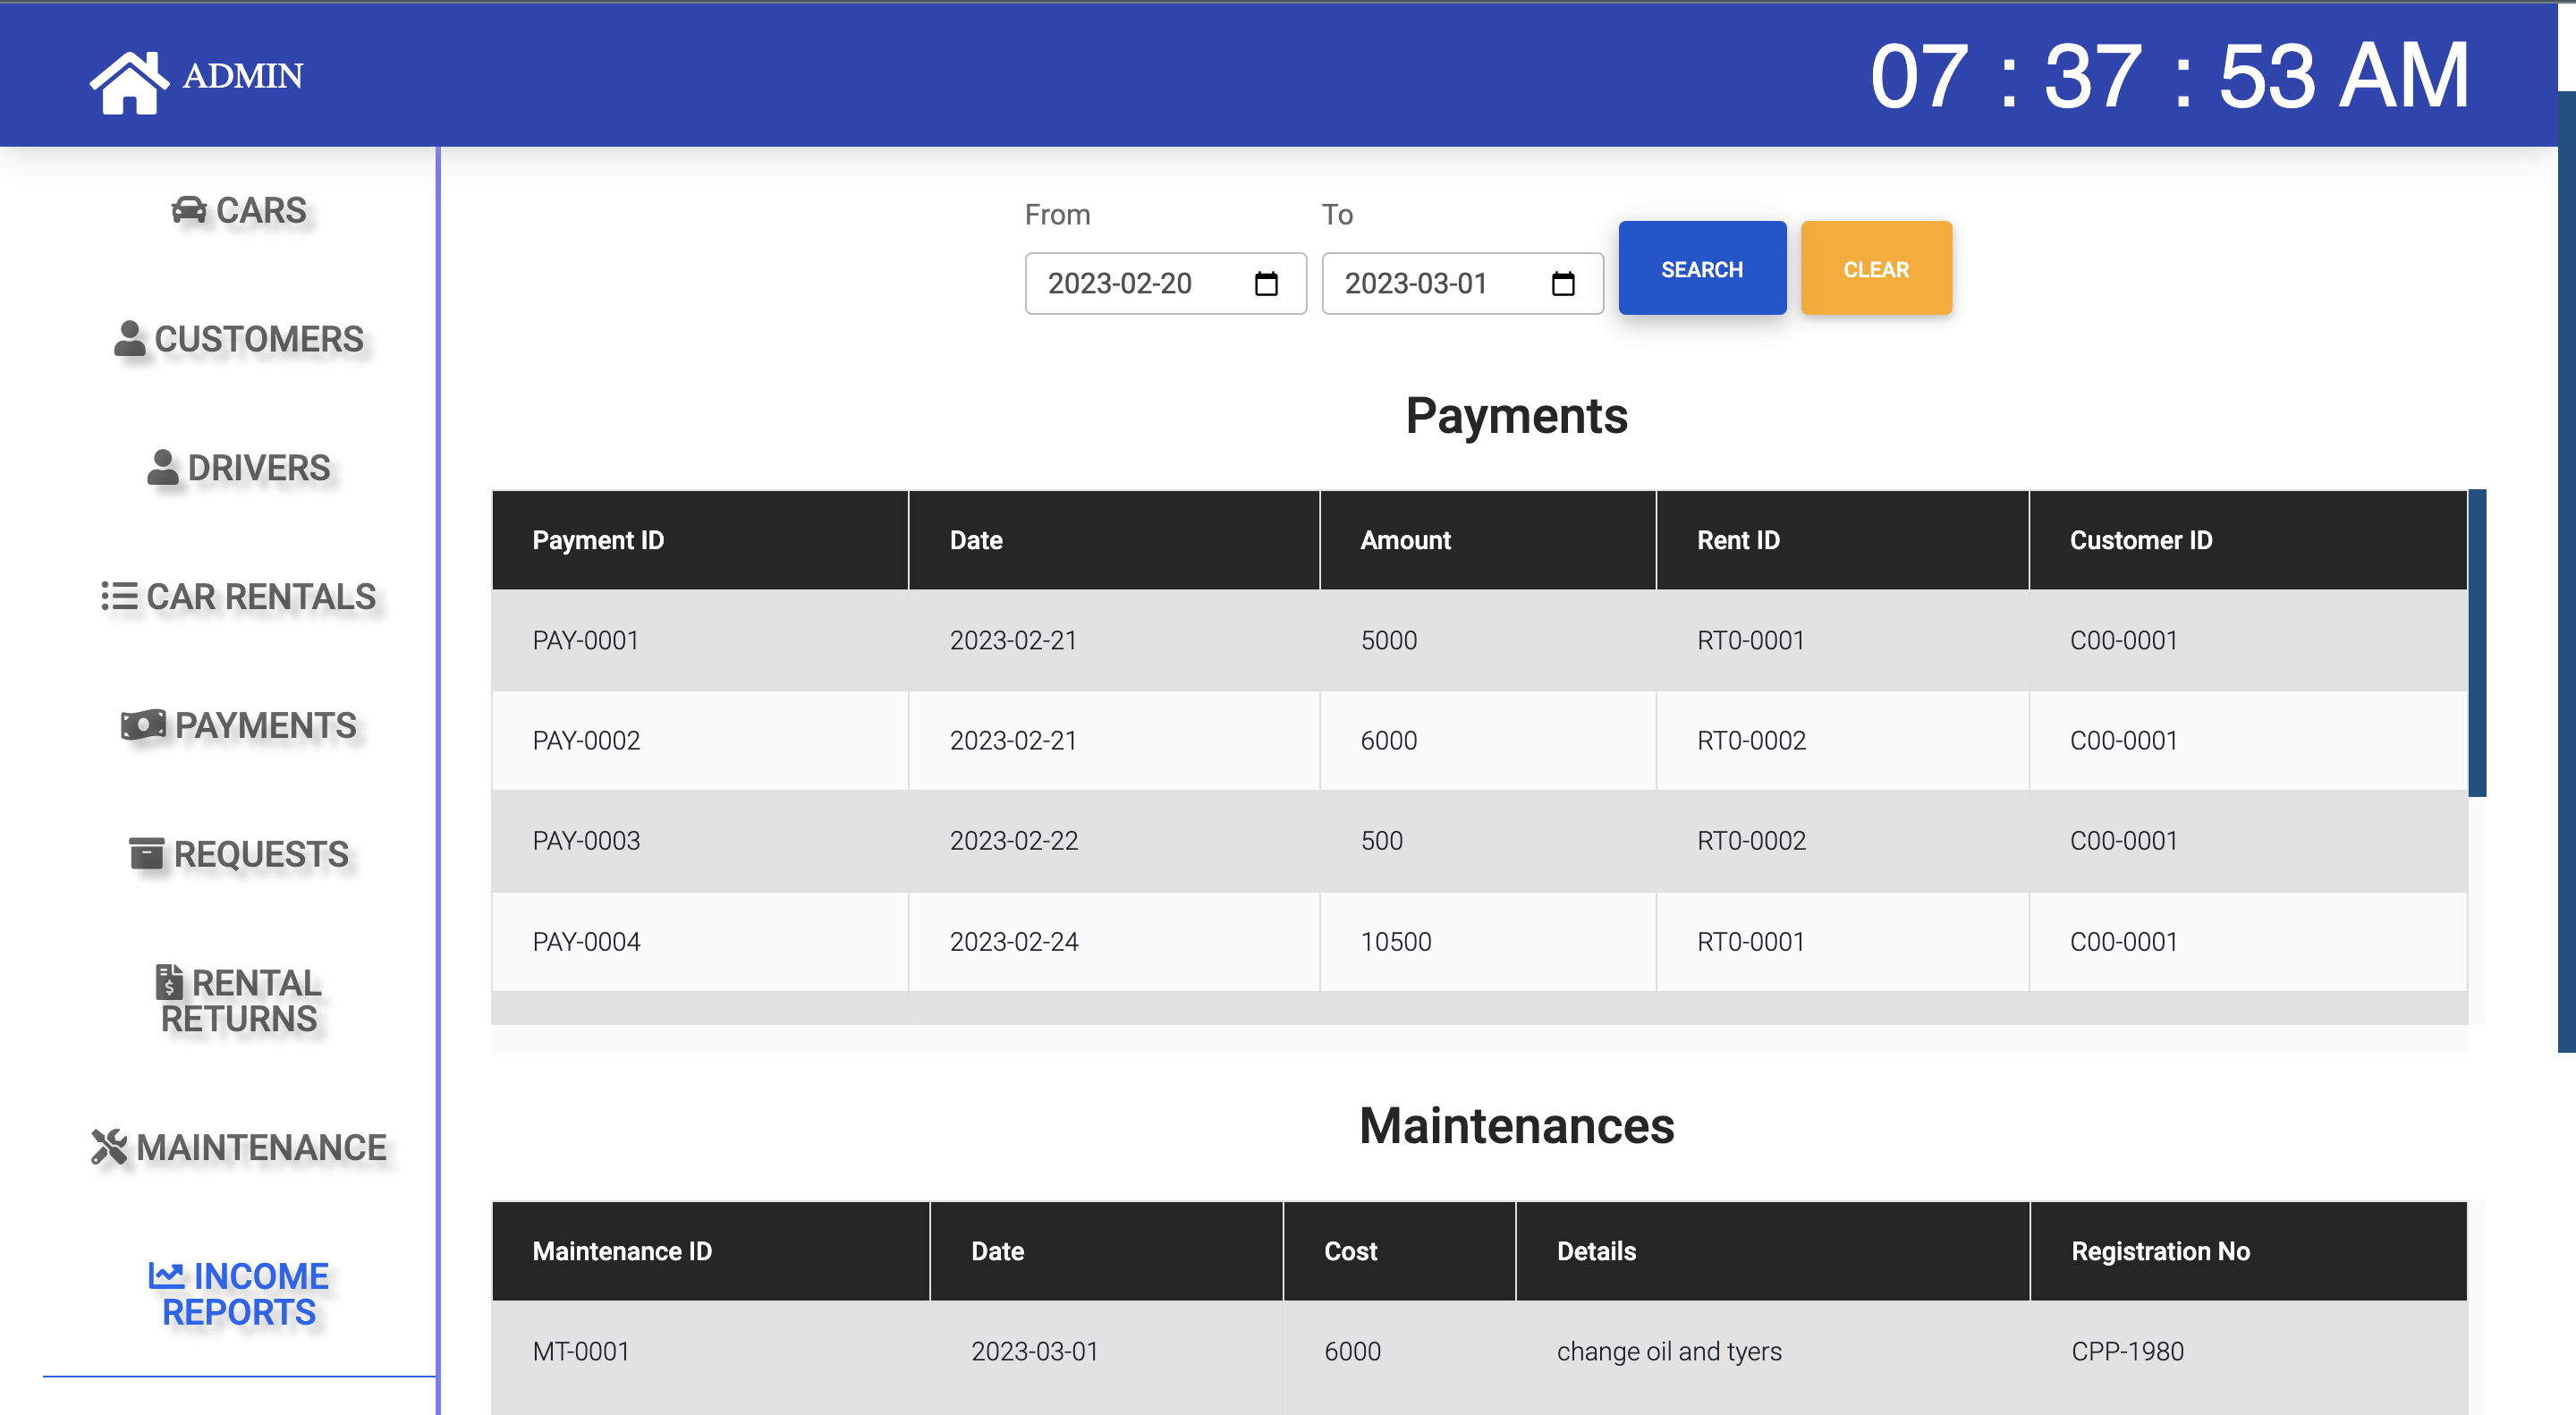 ADMIN
07 : 37 : 53 AM
CARS
CUSTOMERS
DRIVERS
CAR RENTALS
PAYMENTS
REQUESTS
RENTAL
RETURNS
MAINTENANCE
INCOME
REPORTS
From To
2023-02-20 2023-03-01 SEARCH CLEAR
Payments
Payment ID Date Amount Rent ID Customer ID
PAY-0001 2023-02-21 5000 RT0-0001 C00-0001
PAY-0002 2023-02-21 6000 RT0-0002 C00-0001
PAY-0003 2023-02-22 500 RT0-0002 C00-0001
PAY-0004 2023-02-24 10500 RT0-0001 C00-0001
Maintenances
Maintenance ID Date Cost Details Registration No
MT-0001 2023-03-01 6000 change oil and tyers CPP-1980